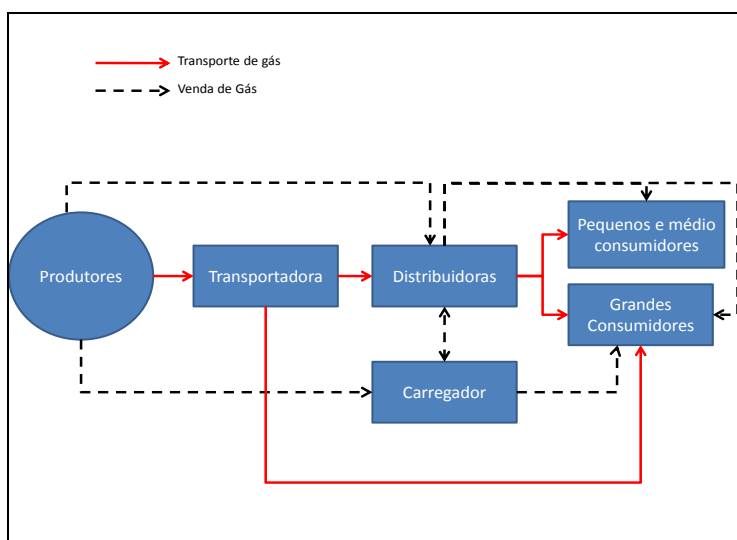 Transporte de gás
Venda de Gás
Pequenos e médio
consumidores
Produtores
Transportadora
Distribuidoras
Grandes
Consumidores
Carregador